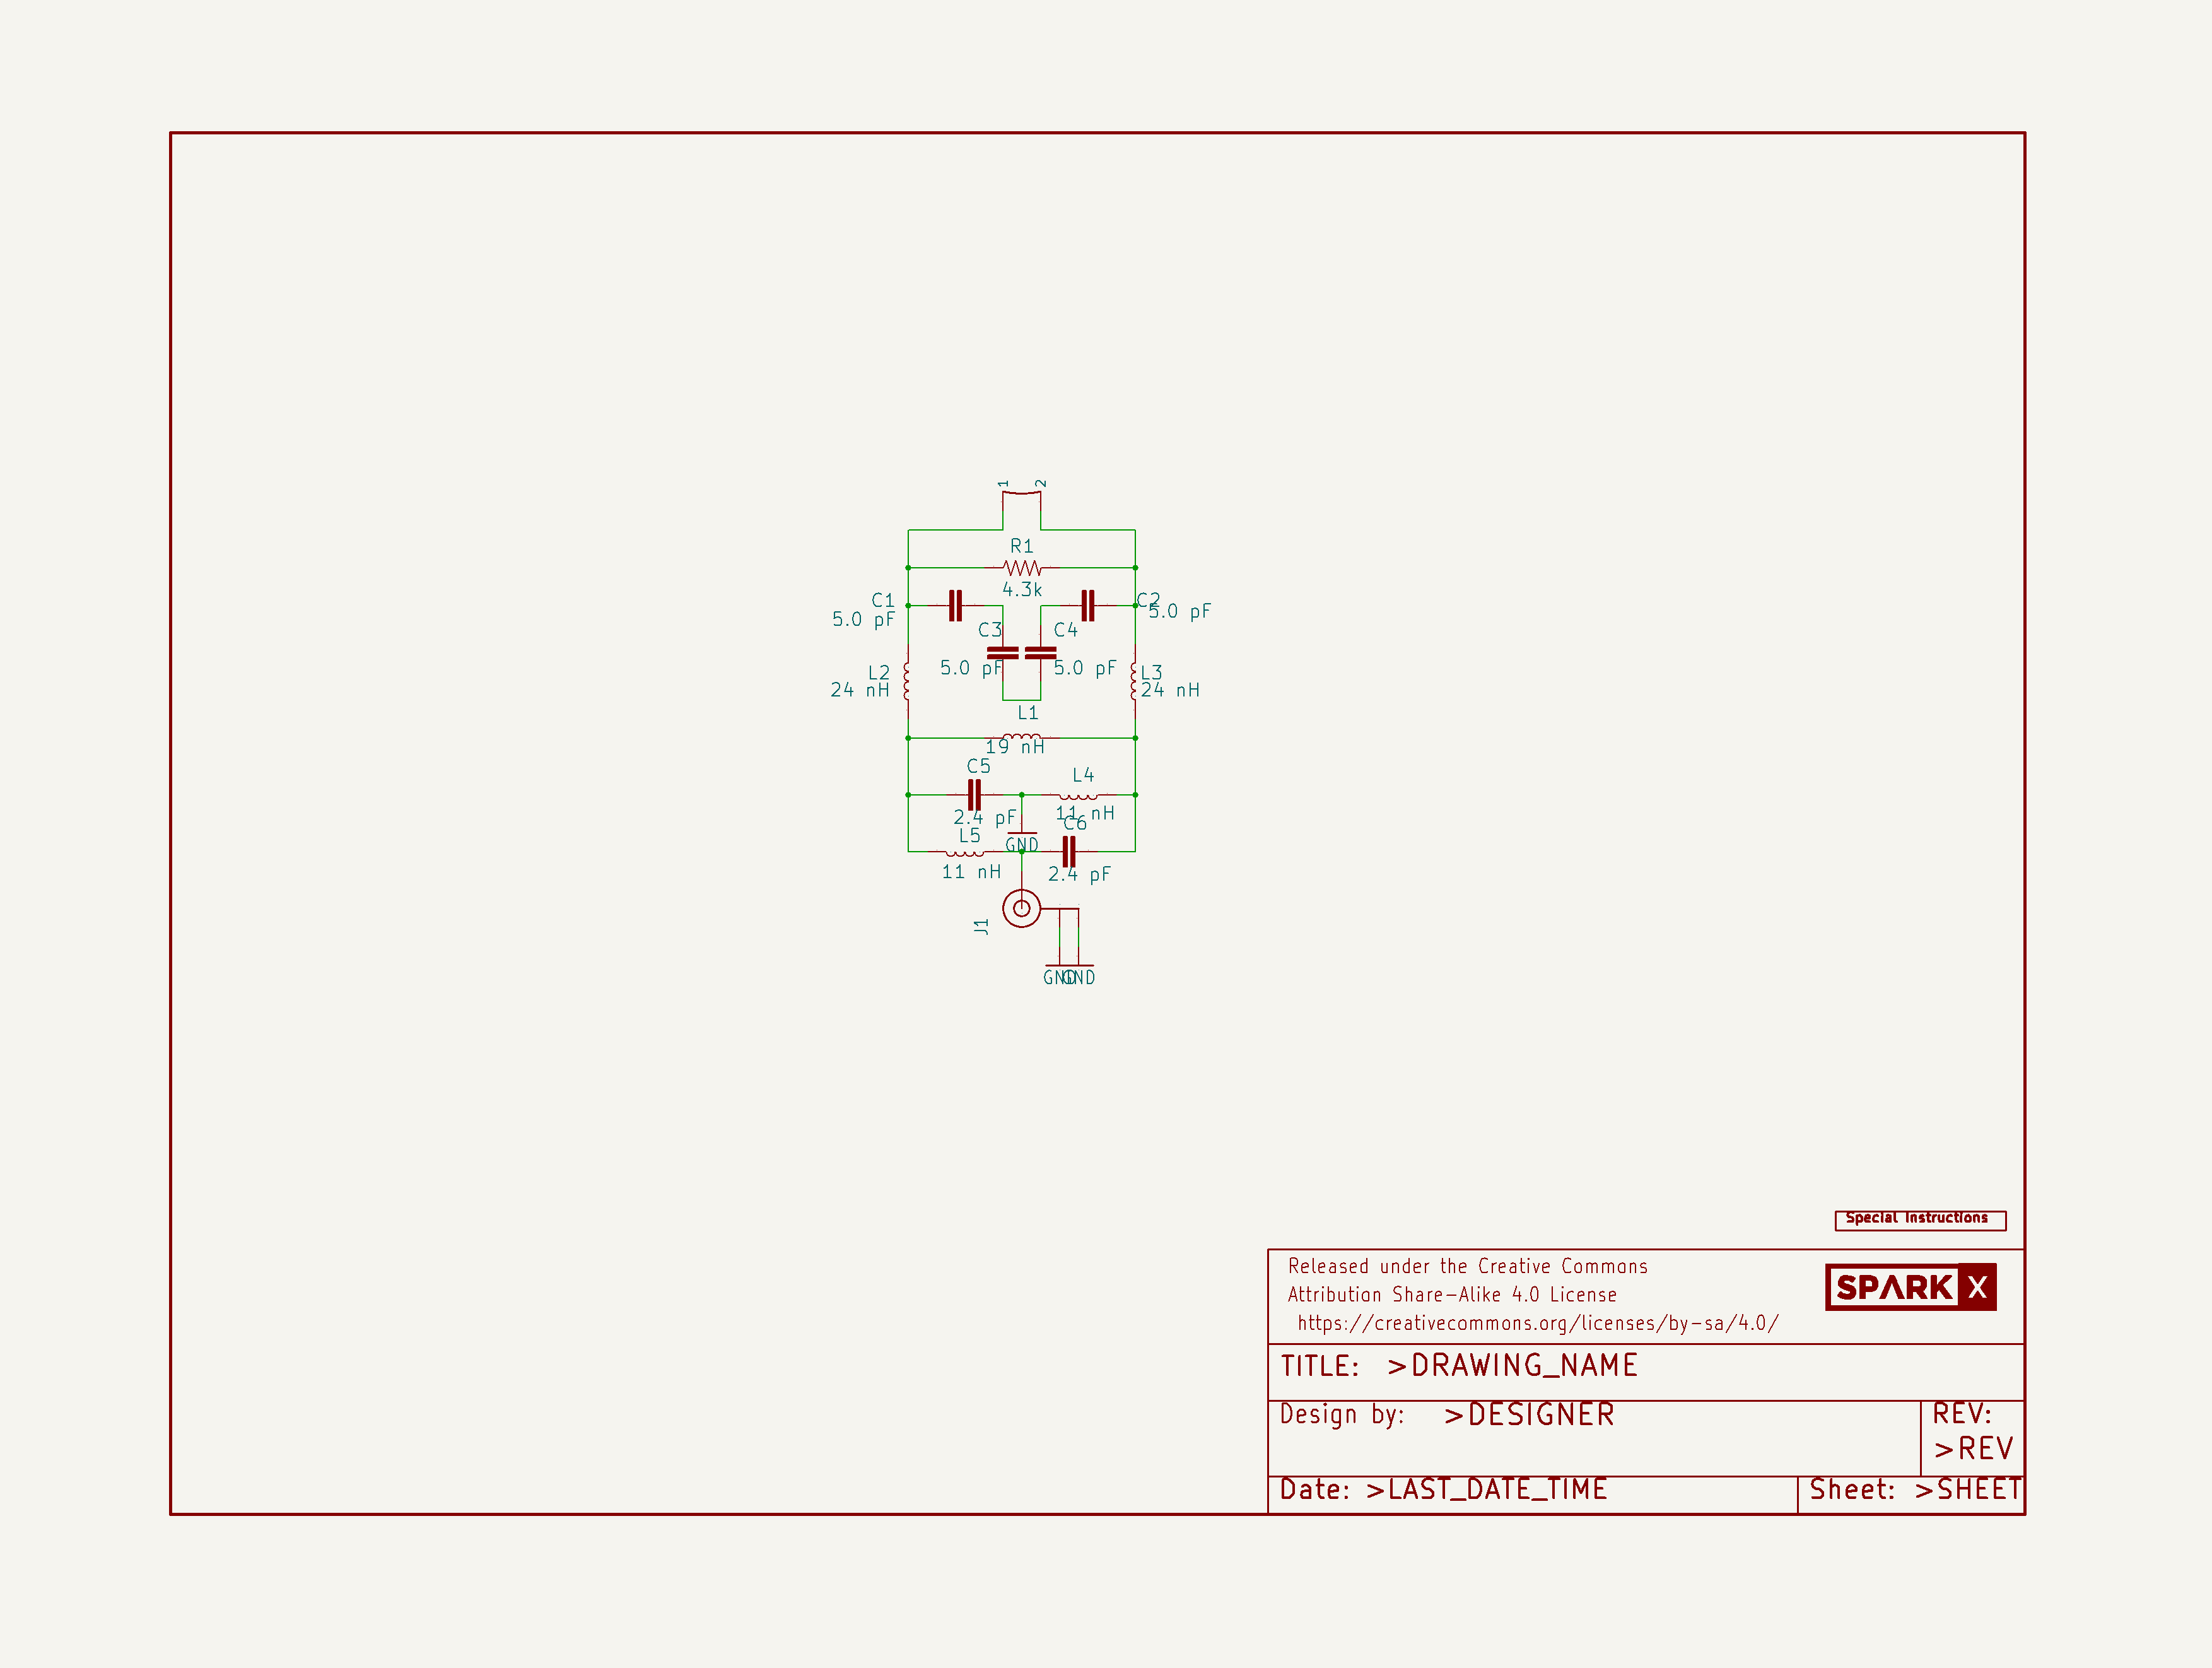 1 2
R1
4.3k
C1
5.0 pF
C2
5.0 pF
C3
5.0 pF
C4
5.0 pF
L2
24 nH
L3
24 nH
L1
19 nH
C5
2.4 pF
L4
11 nH
GND
L5
11 nH
C6
2.4 pF
J1
GND
GND
Special Instructions
Released under the Creative Commons
Attribution Share-Alike 4.0 License
https://creativecommons.org/licenses/by-sa/4.0/
SPARK X
TITLE: >DRAWING_NAME
Design by: >DESIGNER
REV:
>REV
Date: >LAST_DATE_TIME
Sheet: >SHEET